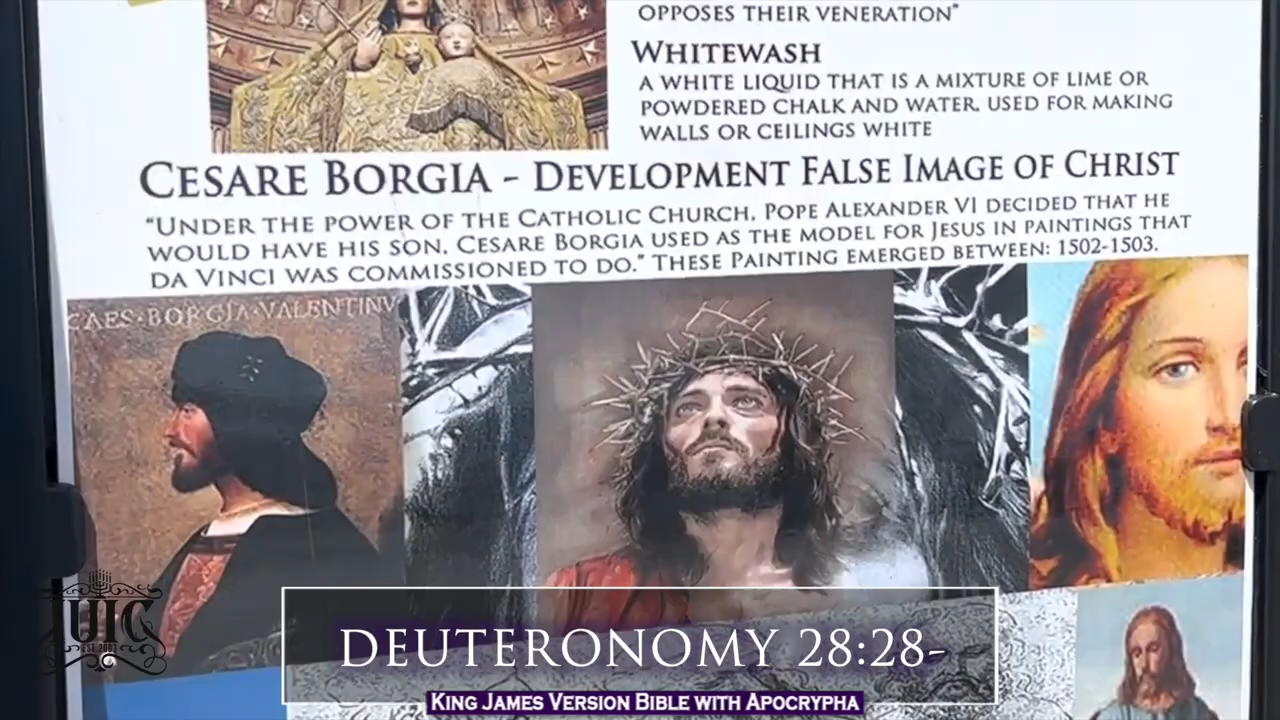 OPPOSES THEIR VENERATION"
WHITEWASH
A WHITE LIQUID THAT IS A MIXTURE OF LIME OR
POWDERED CHALK AND WATER, USED FOR MAKING
WALLS OR CEILINGS WHITE
CESARE BORGIA - DEVELOPMENT FALSE IMAGE OF CHRIST
"UNDER THE POWER OF THE CATHOLIC CHURCH, POPE ALEXANDER VI DECIDED THAT HE
WOULD HAVE HIS SON, CESARE BORGIA USED AS THE MODEL FOR JESUS IN PAINTINGS THAT
DA VINCI WAS COMMISSIONED TO DO." THESE PAINTING EMERGED BETWEEN: 1502-1503.
CAES·BORGIA·VALENTINV
IUIC
EST. 2003
DEUTERONOMY 28:28-
KING JAMES VERSION BIBLE WITH APOCRYPHA